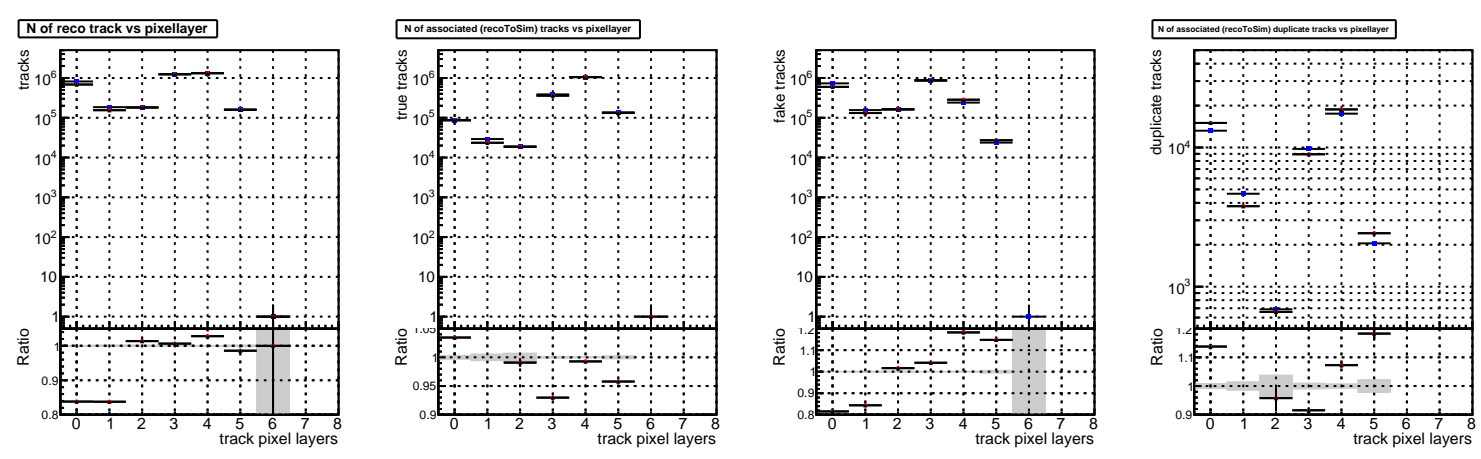 N of reco track vs pixellayer
tracks
10^6
10^5
10^4
10^3
10^2
10
1
Ratio
1
0.9
0.8
0 1 2 3 4 5 6 7 8
track pixel layers
N of associated (recoToSim) tracks vs pixellayer
true tracks
10^6
10^5
10^4
10^3
10^2
10
1
Ratio
1.05
1
0.95
0.9
0 1 2 3 4 5 6 7 8
track pixel layers
fake tracks
10^6
10^5
10^4
10^3
10^2
10
1
Ratio
1.2
1.1
1
0.9
0.8
0 1 2 3 4 5 6 7 8
track pixel layers
N of associated (recoToSim) duplicate tracks vs pixellayer
duplicate tracks
10^4
10^3
Ratio
1.2
1.1
1
0.9
0 1 2 3 4 5 6 7 8
track pixel layers